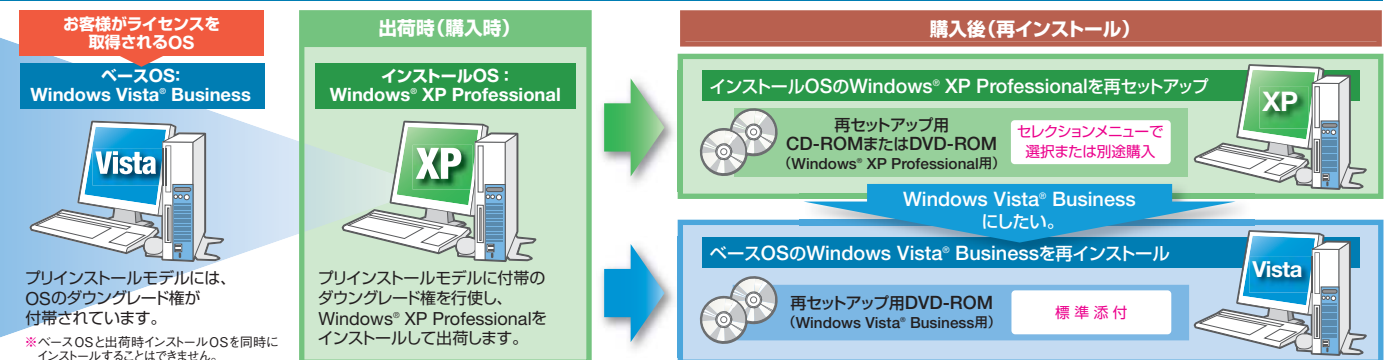 お客様がライセンスを
取得されるOS
ベースOS:
Windows Vista® Business
Vista
プリインストールモデルには、
OSのダウングレード権が
付帯されています。
※ベースOSと出荷時インストールOSを同時に
インストールすることはできません。
出荷時（購入時）
インストールOS：
Windows® XP Professional
XP
プリインストールモデルに付帯の
ダウングレード権を行使し、
Windows® XP Professionalを
インストールして出荷します。
購入後（再インストール）
インストールOSのWindows® XP Professionalを再セットアップ
再セットアップ用
CD-ROMまたはDVD-ROM
（Windows® XP Professional用）
セレクションメニューで
選択または別途購入
XP
Windows Vista® Business
にしたい。
ベースOSのWindows Vista® Businessを再インストール
再セットアップ用DVD-ROM
（Windows Vista® Business用）
標準添付
Vista